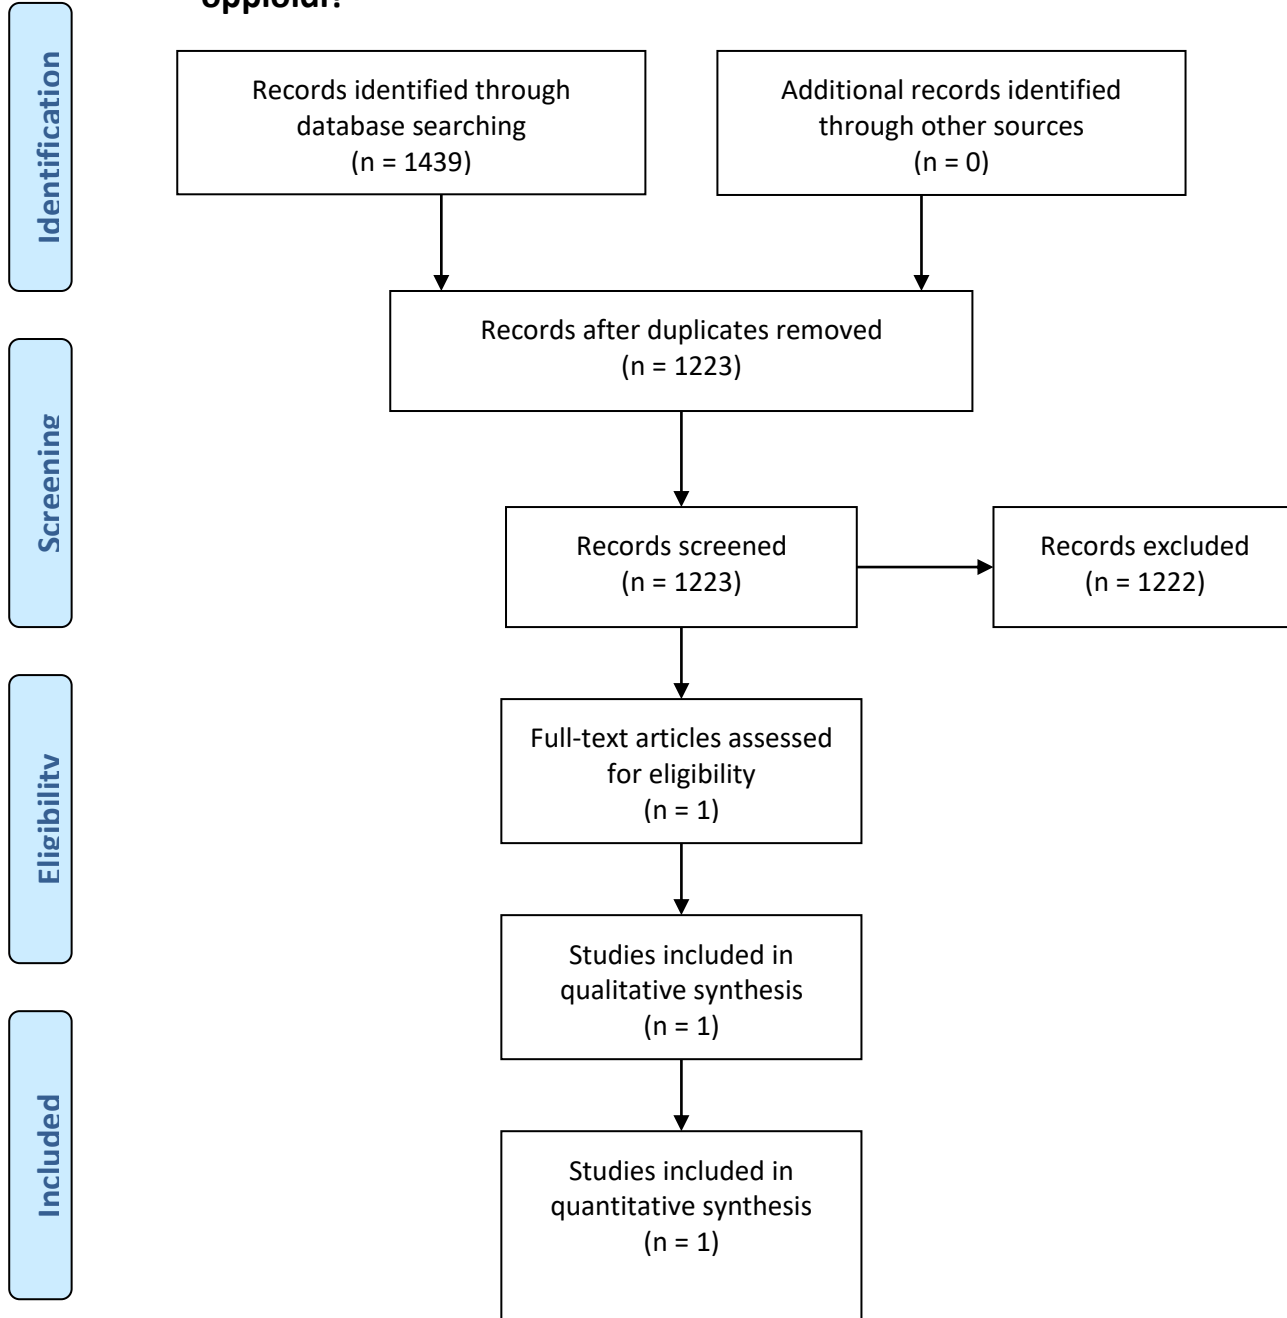 Identification
Records identified through
database searching
(n = 1439)
Additional records identified
through other sources
(n = 0)
Records after duplicates removed
(n = 1223)
Screening
Records screened
(n = 1223)
Records excluded
(n = 1222)
Eligibility
Full-text articles assessed
for eligibility
(n = 1)
Studies included in
qualitative synthesis
(n = 1)
Included
Studies included in
quantitative synthesis
(n = 1)